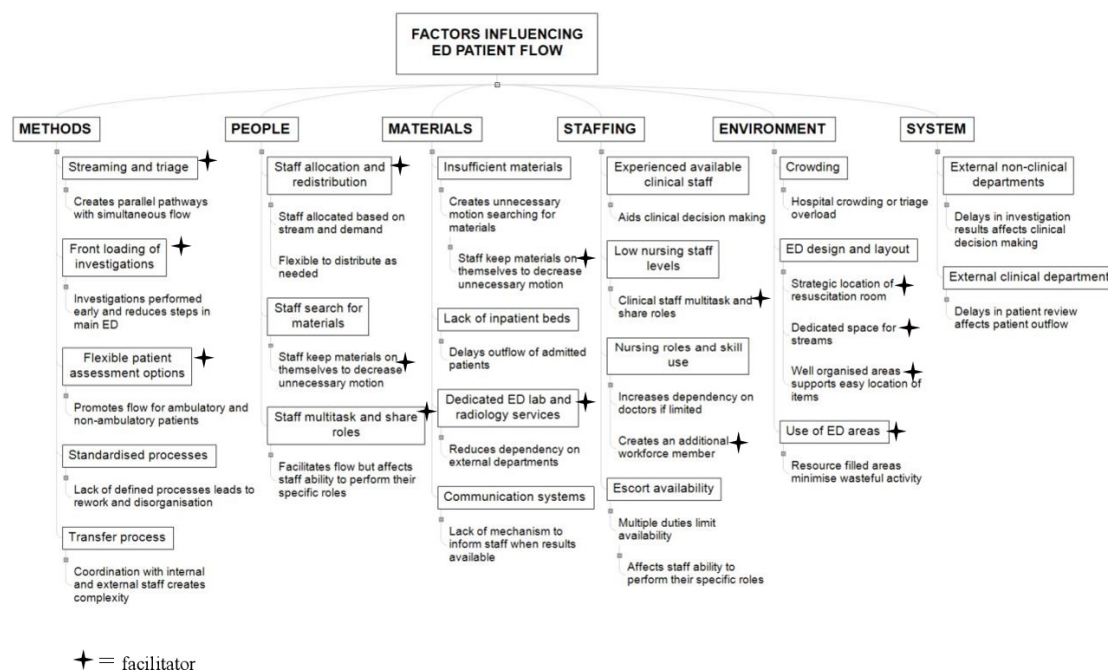 FACTORS INFLUENCING
ED PATIENT FLOW
METHODS
Streaming and triage
Creates parallel pathways
with simultaneous flow
Front loading of
investigations
Investigations performed
early and reduces steps in
main ED
Flexible patient
assessment options
Promotes flow for ambulatory and
non-ambulatory patients
Standardised processes
Lack of defined processes leads to
rework and disorganisation
Transfer process
Coordination with internal
and external staff creates
complexity
PEOPLE
Staff allocation and
redistribution
Staff allocated based on
stream and demand
Flexible to distribute as
needed
Staff search for
materials
Staff keep materials on
themselves to decrease
unnecessary motion
Staff multitask and share
roles
Facilitates flow but affects
staff ability to perform their
specific roles
MATERIALS
Insufficient materials
Creates unnecessary
motion searching for
materials
Staff keep materials on
themselves to decrease
unnecessary motion
Lack of inpatient beds
Delays outflow of admitted
patients
Dedicated ED lab and
radiology services
Reduces dependency on
external departments
Communication systems
Lack of mechanism to
inform staff when results
available
STAFFING
Experienced available
clinical staff
Aids clinical decision making
Low nursing staff
levels
Clinical staff multitask and
share roles
Nursing roles and skill
use
Increases dependency on
doctors if limited
Creates an additional
workforce member
Escort availability
Multiple duties limit
availability
Affects staff ability to
perform their specific roles
ENVIRONMENT
Crowding
Hospital crowding or triage
overload
ED design and layout
Strategic location of
resuscitation room
Dedicated space for
streams
Well organised areas
supports easy location of
items
Use of ED areas
Resource filled areas
minimise wasteful activity
SYSTEM
External non-clinical
departments
Delays in investigation
results affects clinical
decision making
External clinical department
Delays in patient review
affects patient outflow
= facilitator